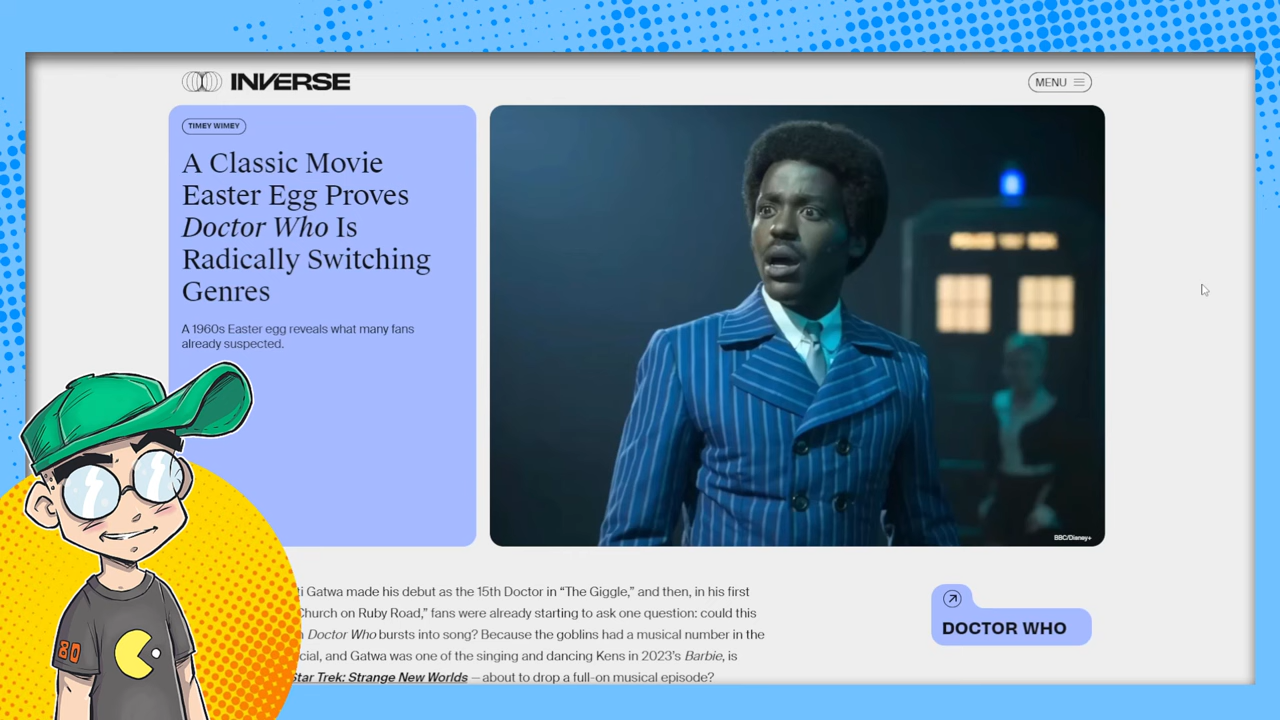 INVERSE
MENU
TIMEY WIMEY
A Classic Movie
Easter Egg Proves
Doctor Who Is
Radically Switching
Genres
A 1960s Easter egg reveals what many fans
already suspected.
BBC/Disney+
Gatwa made his debut as the 15th Doctor in “The Giggle,” and then, in his first
Church on Ruby Road,” fans were already starting to ask one question: could this
Doctor Who bursts into song? Because the goblins had a musical number in the
and Gatwa was one of the singing and dancing Kens in 2023’s Barbie, is
Star Trek: Strange New Worlds — about to drop a full-on musical episode?
DOCTOR WHO
80